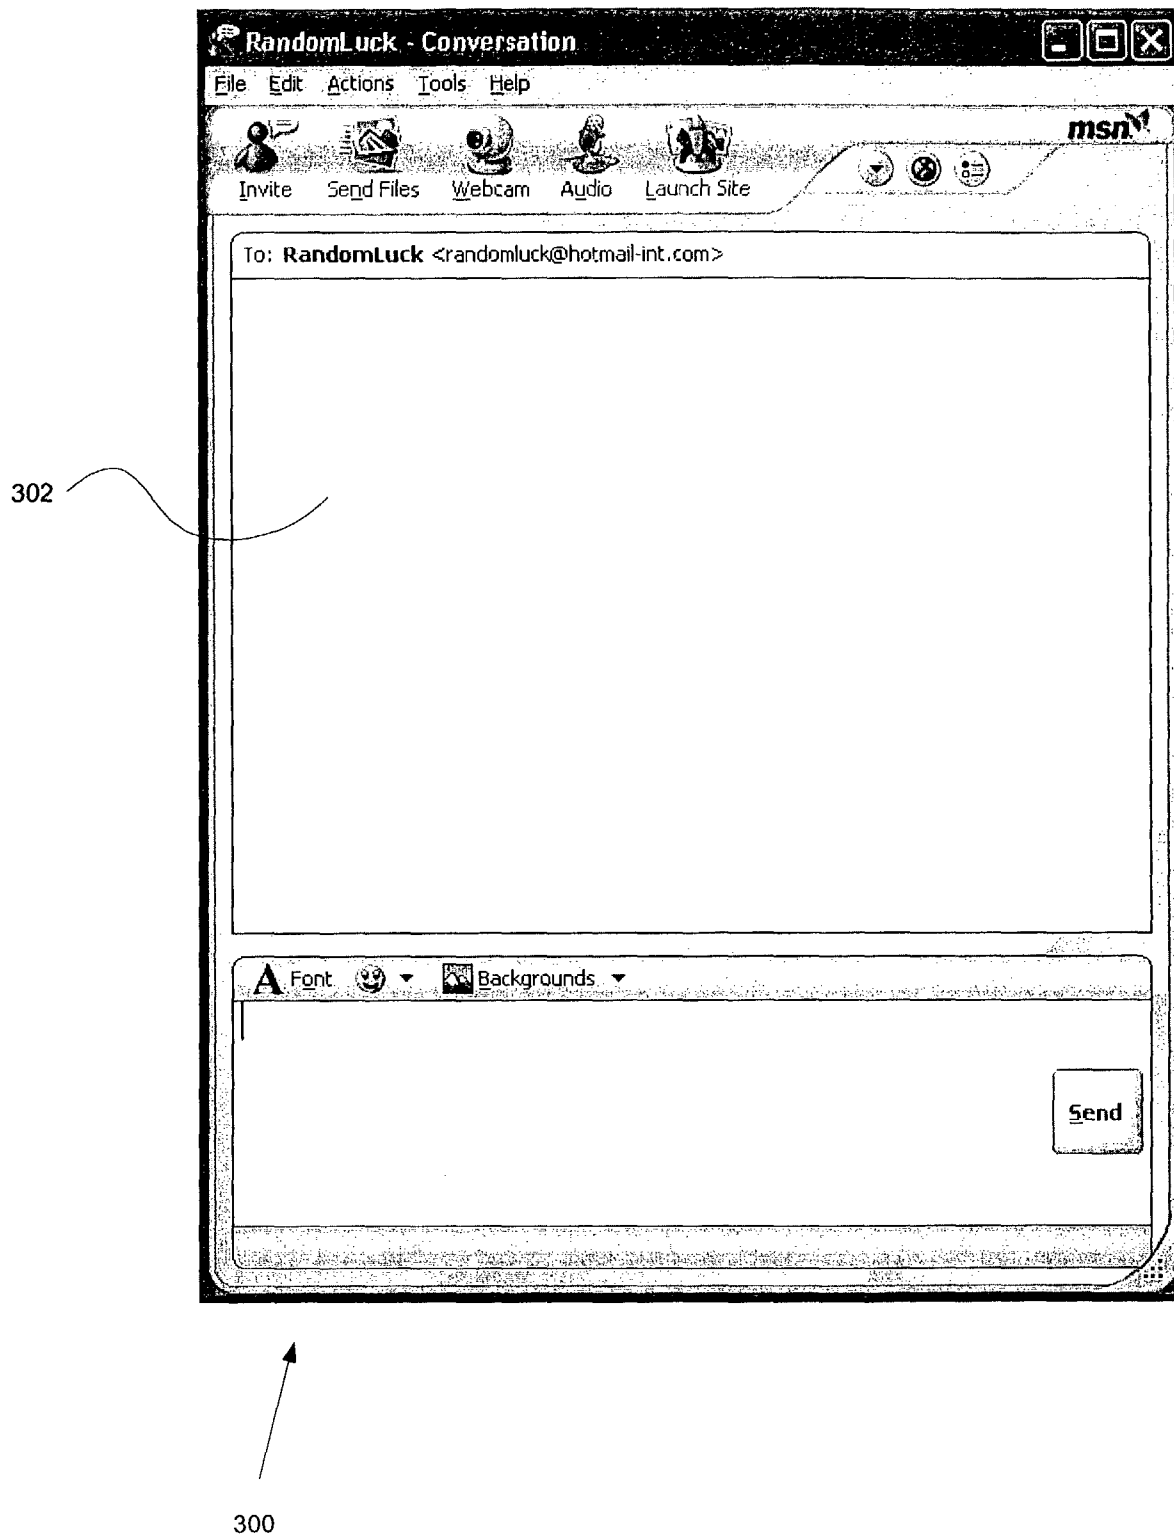 RandomLuck - Conversation
File Edit Actions Tools Help
msn
Invite Send Files Webcam Audio Launch Site
To: RandomLuck <randomluck@hotmail-int.com>
302
A Font Backgrounds
Send
300